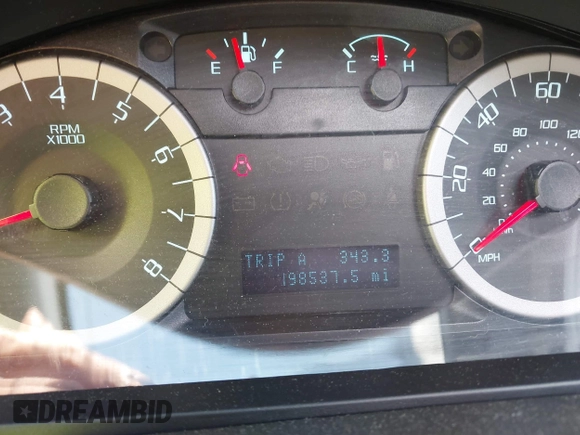 E F
C H
3 4 5 6 7 8
RPM
X1000
0 20 40 60
20 40 60 80 100 120
MPH
TRIP A 343.3
198537.5 mi
DREAMBID